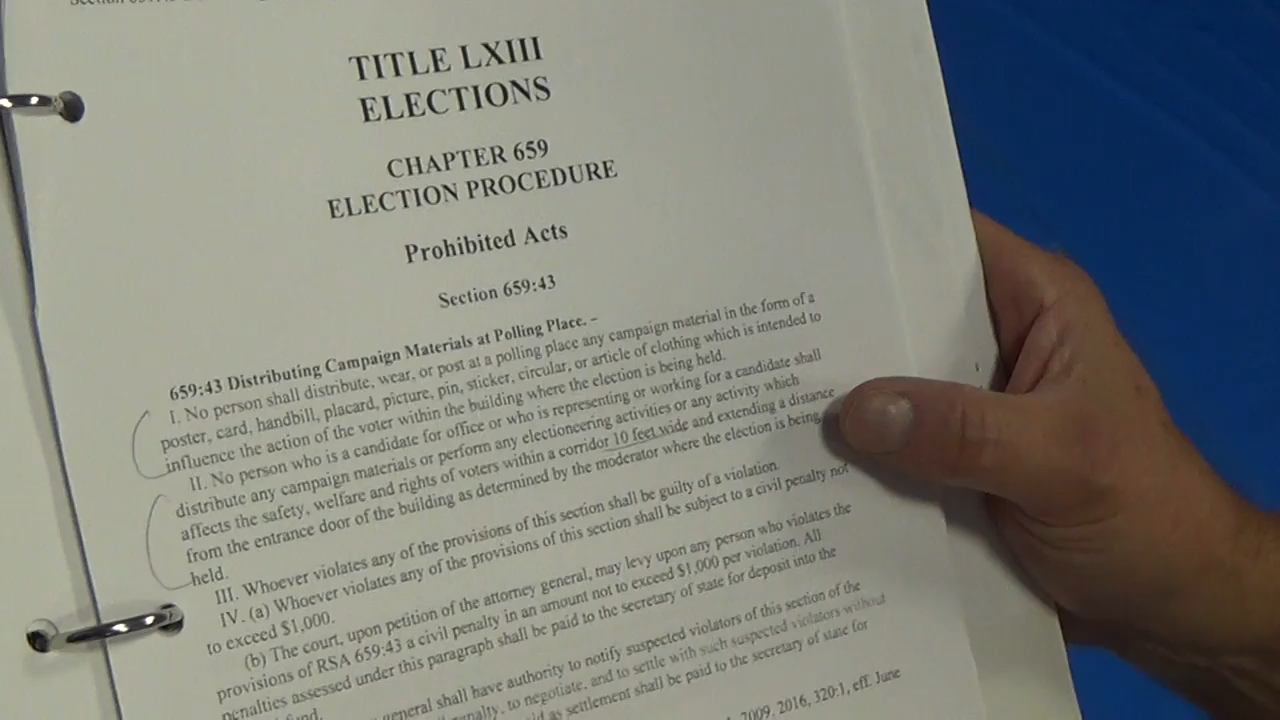 TITLE LXIII
ELECTIONS
CHAPTER 659
ELECTION PROCEDURE
Prohibited Acts
Section 659:43
659:43 Distributing Campaign Materials at Polling Place. –
I. No person shall distribute, wear, or post at a polling place any campaign material in the form of a
poster, card, handbill, placard, picture, pin, sticker, circular, or article of clothing which is intended to
influence the action of the voter within the building where the election is being held.
II. No person who is a candidate for office or who is representing or working for a candidate shall
distribute any campaign materials or perform any electioneering activities or any activity which
affects the safety, welfare and rights of voters within a corridor 10 feet wide and extending a distance
from the entrance door of the building as determined by the moderator where the election is being
held.
III. Whoever violates any of the provisions of this section shall be guilty of a violation.
IV. (a) Whoever violates any of the provisions of this section shall be subject to a civil penalty not
to exceed $1,000.
(b) The court, upon petition of the attorney general, may levy upon any person who violates the
provisions of RSA 659:43 a civil penalty in an amount not to exceed $1,000 per violation. All
penalties assessed under this paragraph shall be paid to the secretary of state for deposit into the
fund.
general shall have authority to notify suspected violators of this section of the
penalty, to negotiate, and to settle with such suspected violators without
as settlement shall be paid to the secretary of state for
2009, 2016, 320:1, eff. June